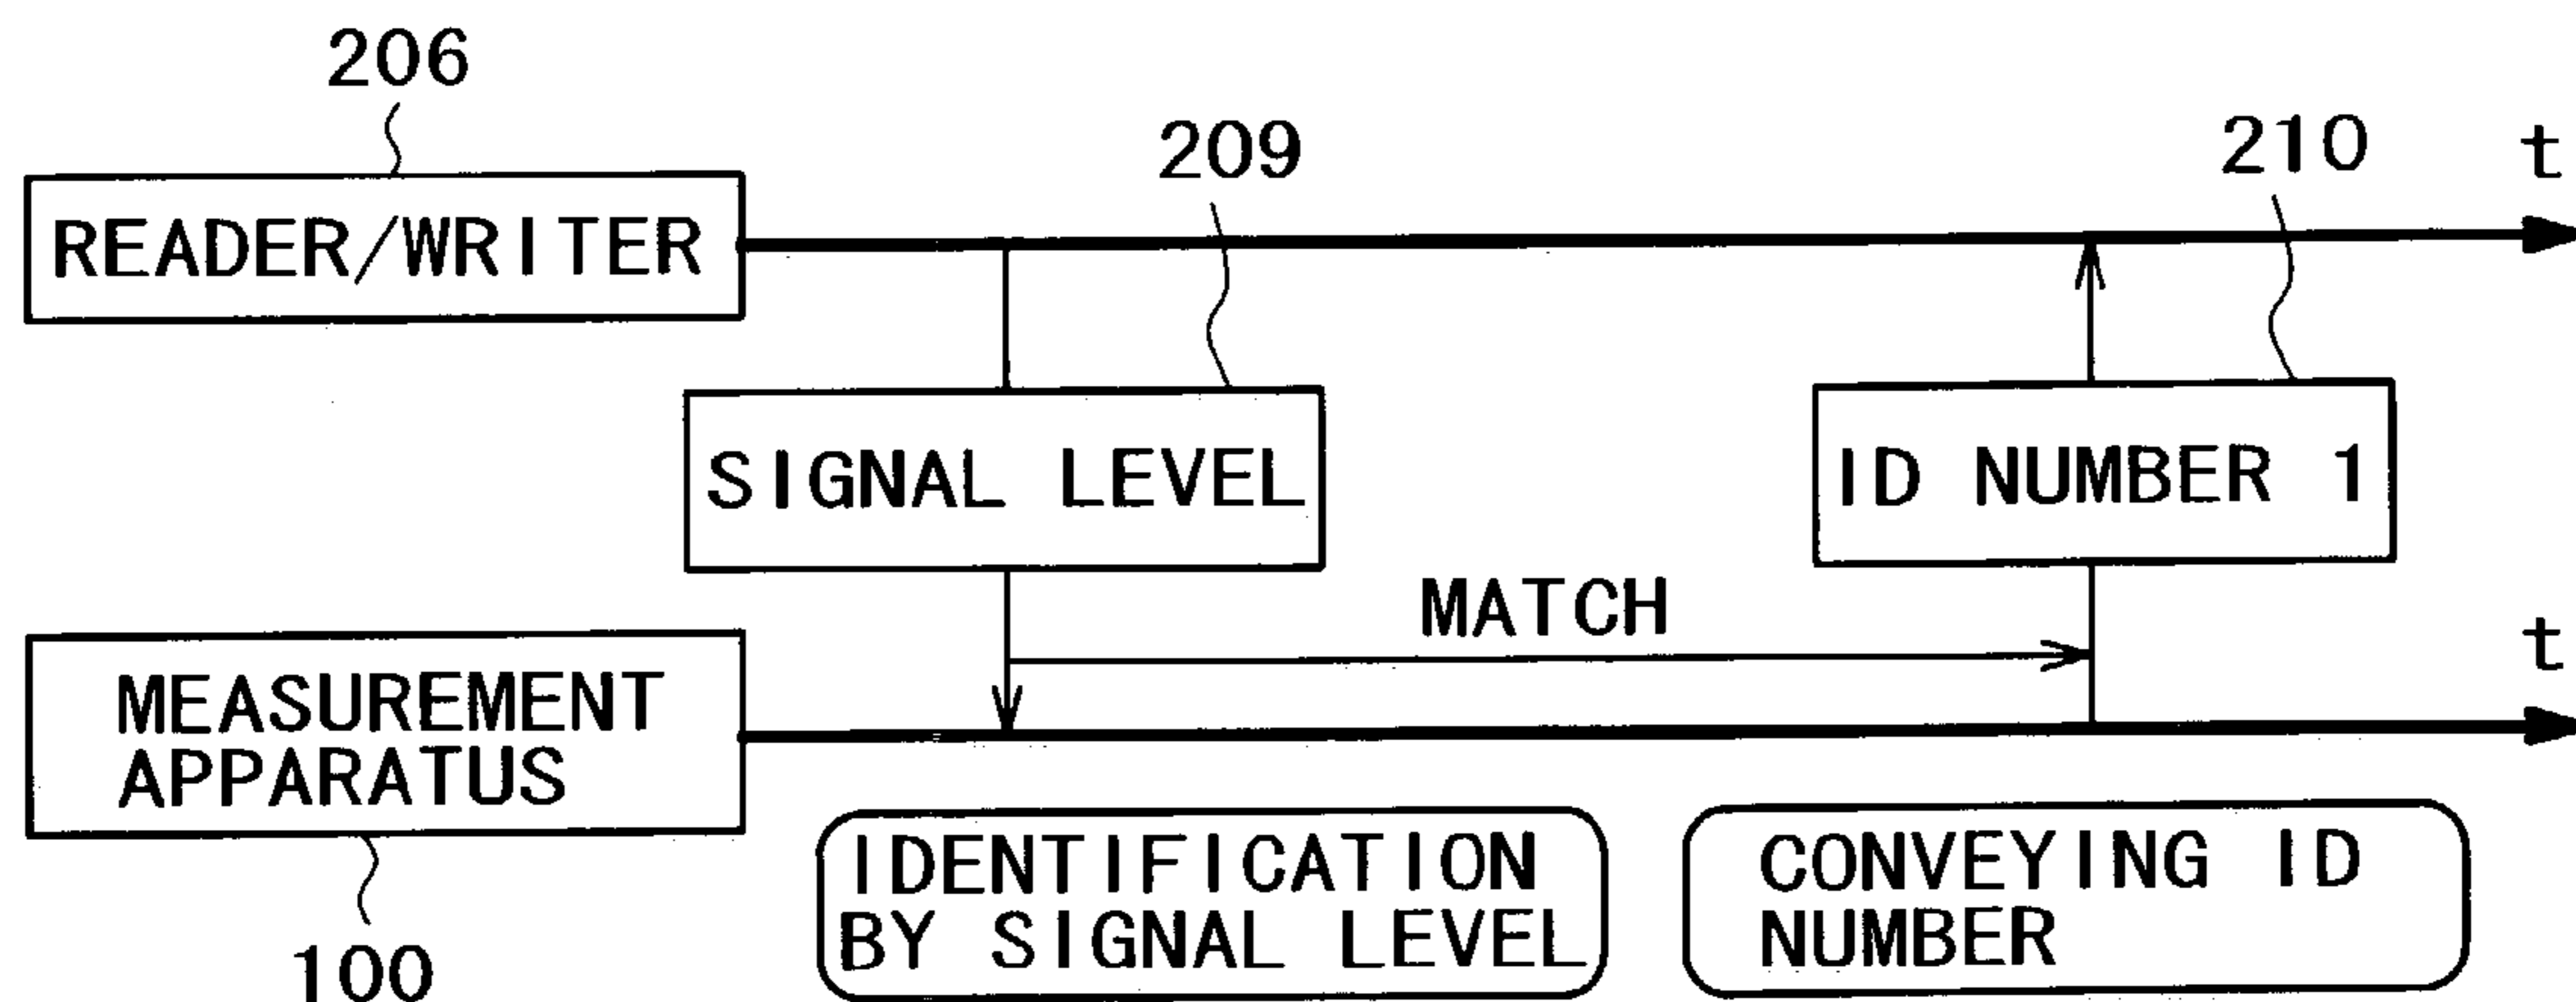 206
209
210
t
READER/WRITER
SIGNAL LEVEL
ID NUMBER 1
MATCH
t
MEASUREMENT
APPARATUS
IDENTIFICATION
BY SIGNAL LEVEL
CONVEYING ID
NUMBER
100